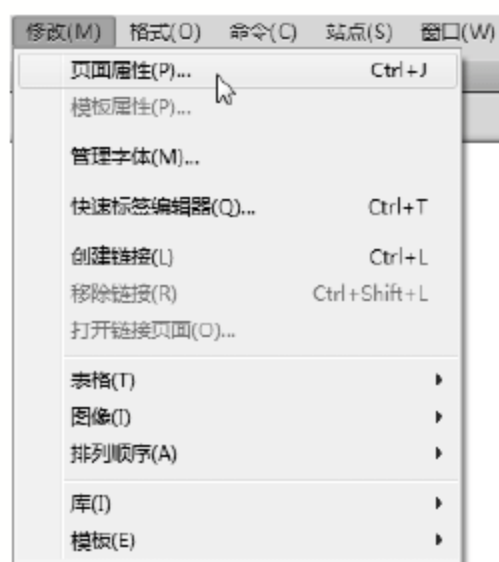 修改(M) 格式(O) 命令(C) 站点(S) 窗口(W)
页面属性(P)... Ctrl+J
模板属性(P)...
管理字体(M)...
快速标签编辑器(Q)... Ctrl+T
创建链接(L) Ctrl+L
移除链接(R) Ctrl+Shift+L
打开链接页面(O)...
表格(T)
图像(I)
排列顺序(A)
库(I)
模板(E)